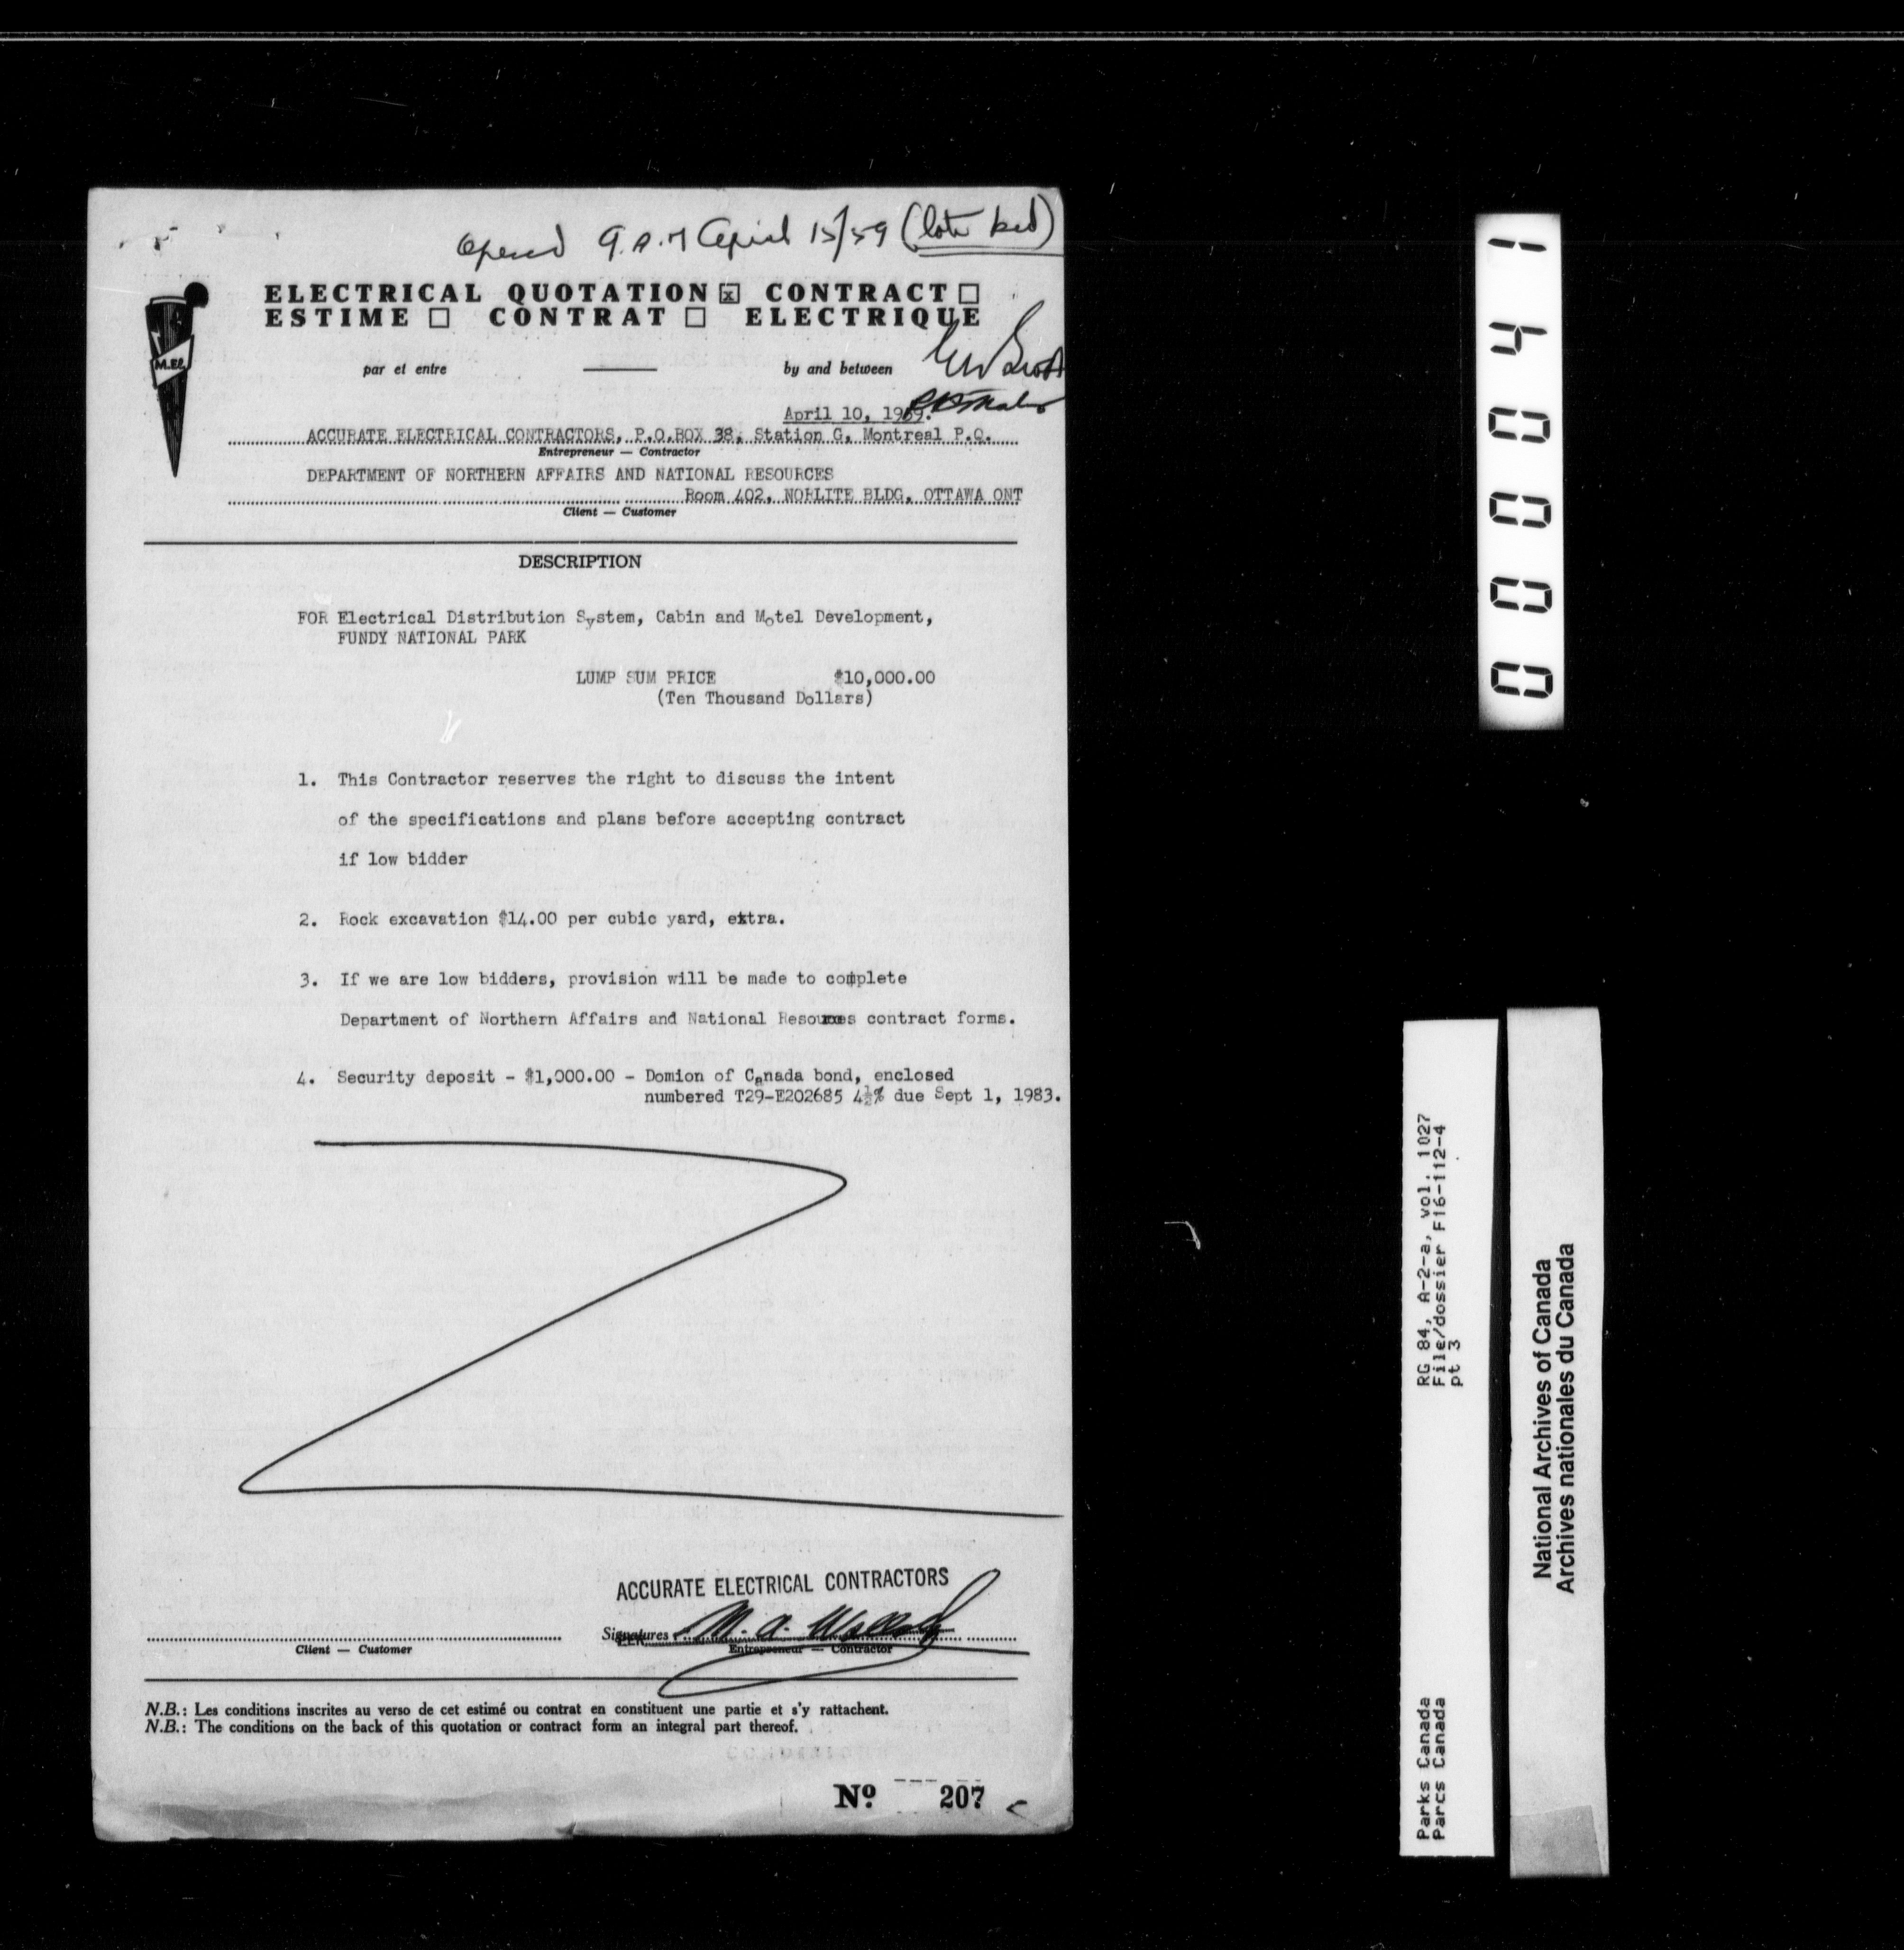 Opened 9 A.M April 15/59 (late bid)
ELECTRICAL QUOTATION x CONTRACT
ESTIME CONTRAT ELECTRIQUE
M.EL
par et entre by and between
April 10, 1959.
ACCURATE ELECTRICAL CONTRACTORS, P.O.BOX 38, Station G, Montreal P.Q.
Entrepreneur — Contractor
DEPARTMENT OF NORTHERN AFFAIRS AND NATIONAL RESOURCES
Room 402, NORLITE BLDG, OTTAWA ONT
Client — Customer
DESCRIPTION
FOR Electrical Distribution System, Cabin and Motel Development,
FUNDY NATIONAL PARK
LUMP SUM PRICE $10,000.00
(Ten Thousand Dollars)
1. This Contractor reserves the right to discuss the intent
of the specifications and plans before accepting contract
if low bidder
2. Rock excavation $14.00 per cubic yard, extra.
3. If we are low bidders, provision will be made to complete
Department of Northern Affairs and National Resources contract forms.
4. Security deposit - $1,000.00 - Domion of Canada bond, enclosed
numbered T29-E202685 4½% due Sept 1, 1983.
ACCURATE ELECTRICAL CONTRACTORS
Signatures : M. A.
PER
Client — Customer
Entrepreneur — Contractor
N.B.: Les conditions inscrites au verso de cet estimé ou contrat en constituent une partie et s'y rattachent.
N.B.: The conditions on the back of this quotation or contract form an integral part thereof.
Nº 207
000041
RG 84, A-2-a, vol. 1027
File/dossier F16-112-4
pt 3
Parks Canada
Parcs Canada
National Archives of Canada
Archives nationales du Canada